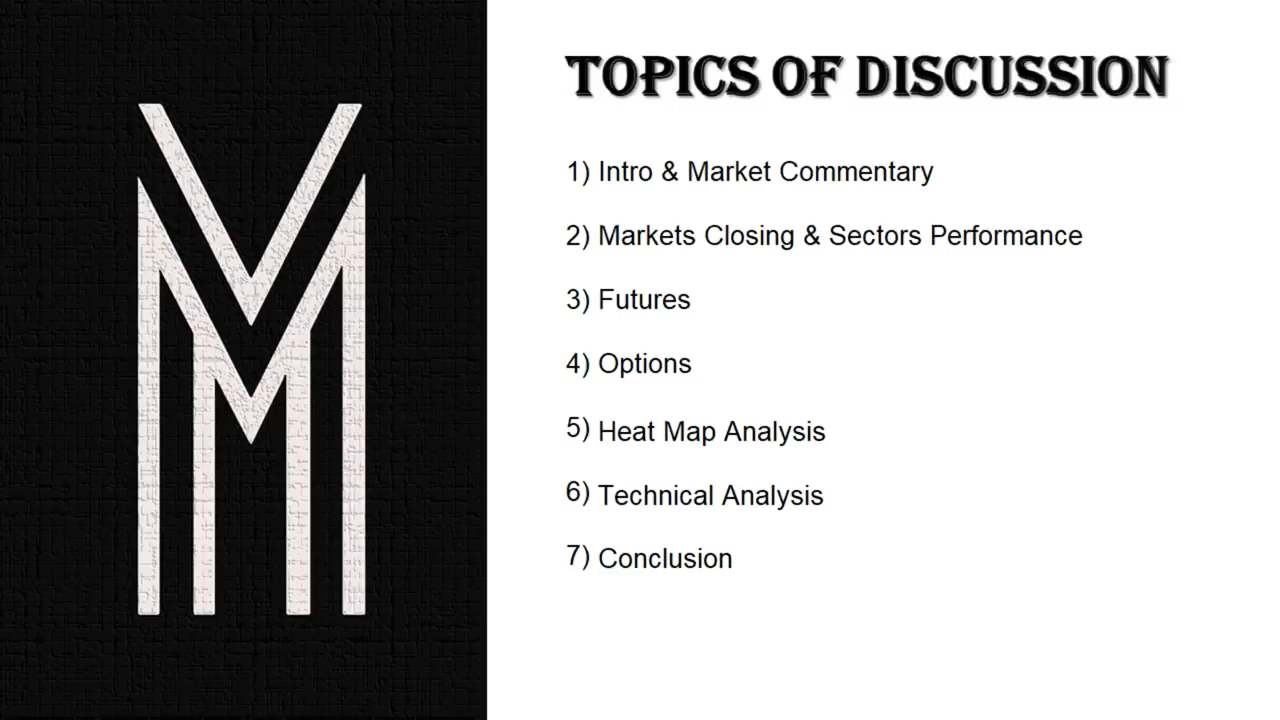 TOPICS OF DISCUSSION
1) Intro & Market Commentary
2) Markets Closing & Sectors Performance
3) Futures
4) Options
5) Heat Map Analysis
6) Technical Analysis
7) Conclusion